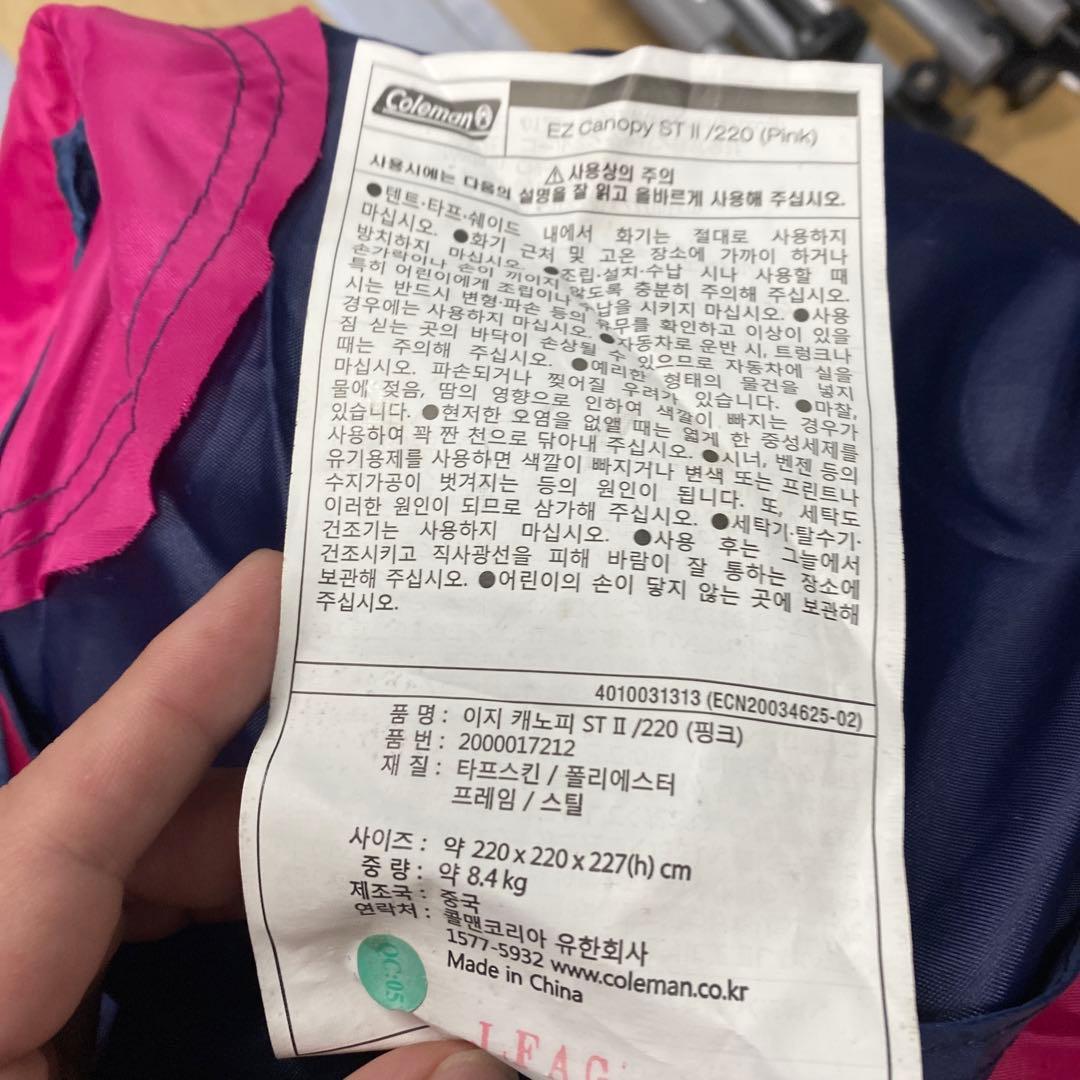 Coleman
EZ Canopy ST II /220 (Pink)
⚠사용상의 주의
사용시에는 다음의 설명을 잘 읽고 올바르게 사용해 주십시오.
●텐트·타프·쉐이드 내에서 화기는 절대로 사용하지
마십시오. ●화기 근처 및 고온 장소에 가까이 하거나
방치하지 마십시오. ●조립·설치·수납 시나 사용할 때
손가락이나 손이 끼이지 않도록 충분히 주의해 주십시오.
특히 어린이에게 조립이나 수납을 시키지 마십시오. ●사용
시는 반드시 변형·파손 등의 유무를 확인하고 이상이 있을
경우에는 사용하지 마십시오. ●자동차로 운반 시, 트렁크나
짐 싣는 곳의 바닥이 손상될 수 있으므로 자동차에 실을
때는 주의해 주십시오. ●예리한 형태의 물건을 넣지
마십시오. 파손되거나 찢어질 우려가 있습니다. ●마찰,
물에 젖음, 땀의 영향으로 인하여 색깔이 빠지는 경우가
있습니다. ●현저한 오염을 없앨 때는 엷게 한 중성세제를
사용하여 꽉 짠 천으로 닦아내 주십시오. ●시너, 벤젠 등의
유기용제를 사용하면 색깔이 빠지거나 변색 또는 프린트나
수지가공이 벗겨지는 등의 원인이 됩니다. 또, 세탁도
이러한 원인이 되므로 삼가해 주십시오. ●세탁기·탈수기·
건조기는 사용하지 마십시오. ●사용 후는 그늘에서
건조시키고 직사광선을 피해 바람이 잘 통하는 장소에
보관해 주십시오. ●어린이의 손이 닿지 않는 곳에 보관해
주십시오.
4010031313 (ECN20034625-02)
품 명 : 이지 캐노피 ST II /220 (핑크)
품 번 : 2000017212
재 질 : 타프스킨 / 폴리에스터
프레임 / 스틸
사이즈 : 약 220 x 220 x 227(h) cm
중 량 : 약 8.4 kg
제조국 : 중국
연락처 : 콜맨코리아 유한회사
1577-5932 www.coleman.co.kr
Made in China
QC:05